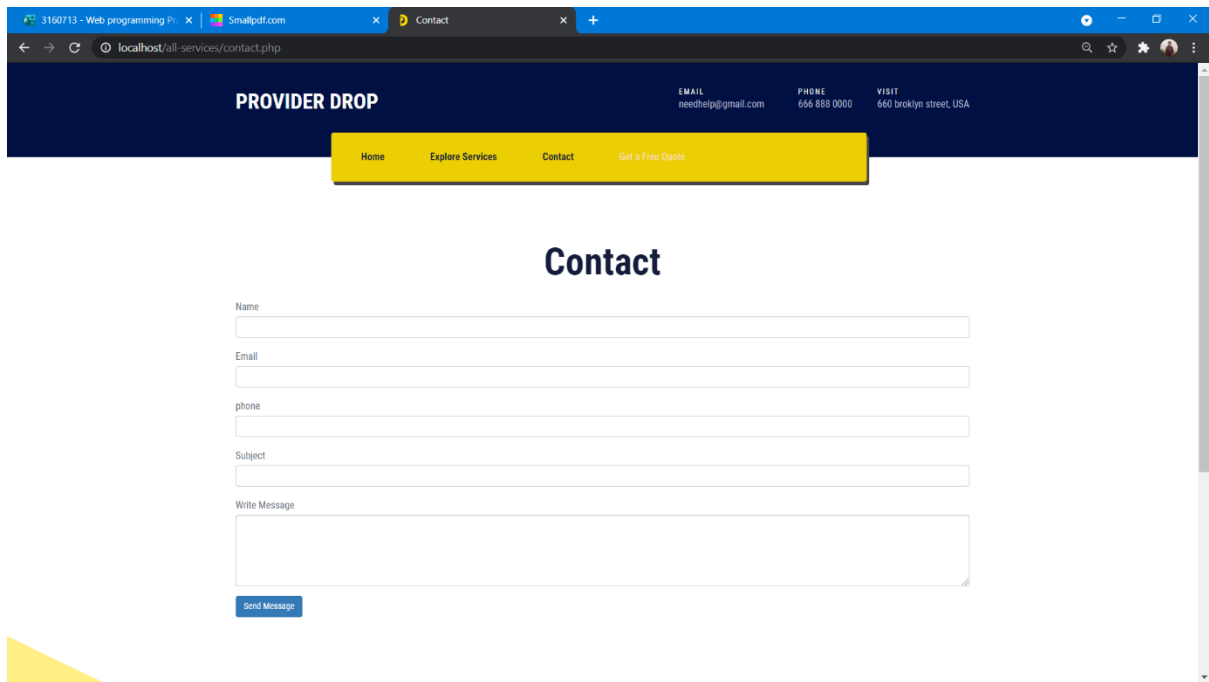 3160713 - Web programming Pr
Smallpdf.com
Contact
localhost/all-services/contact.php
PROVIDER DROP
EMAIL
needhelp@gmail.com
PHONE
666 888 0000
VISIT
660 broklyn street, USA
Home
Explore Services
Contact
Get a Free Quote
Contact
Name
Email
phone
Subject
Write Message
Send Message